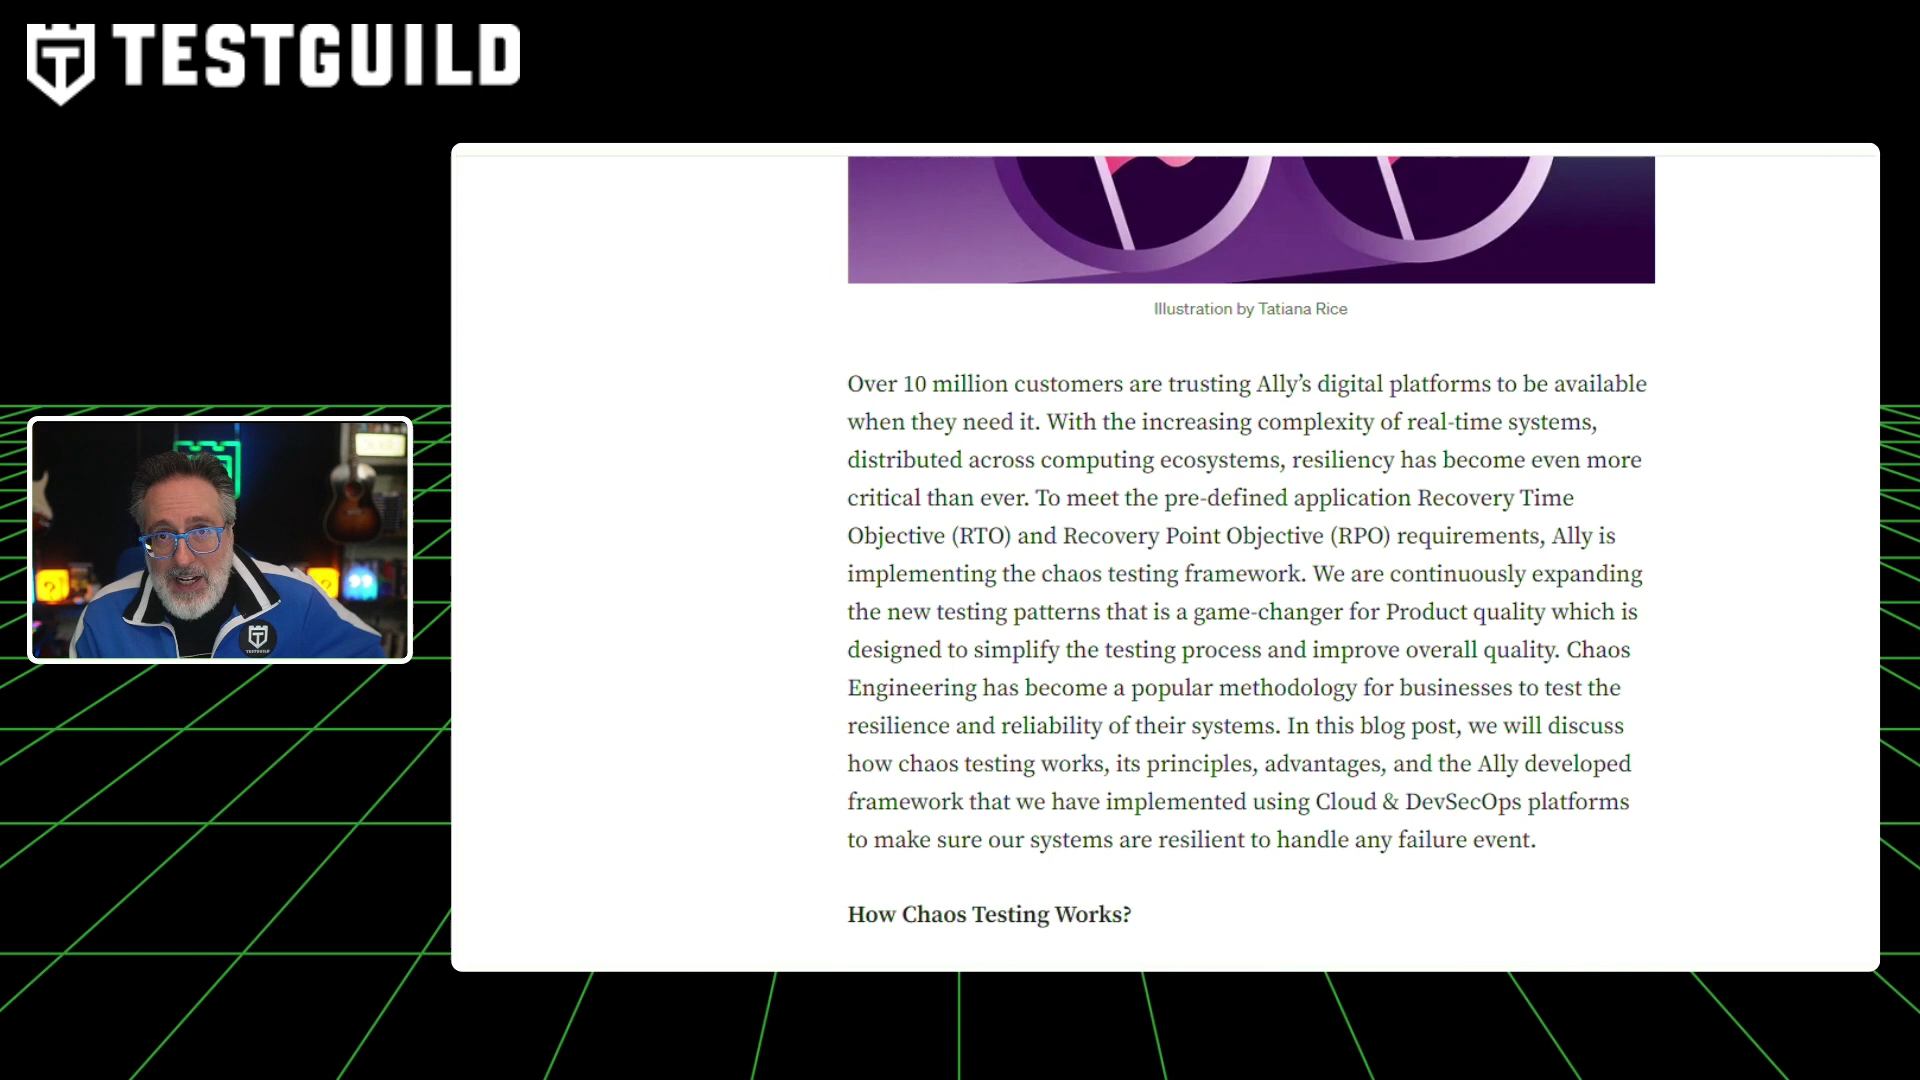 TESTGUILD
Illustration by Tatiana Rice
Over 10 million customers are trusting Ally’s digital platforms to be available
when they need it. With the increasing complexity of real-time systems,
distributed across computing ecosystems, resiliency has become even more
critical than ever. To meet the pre-defined application Recovery Time
Objective (RTO) and Recovery Point Objective (RPO) requirements, Ally is
implementing the chaos testing framework. We are continuously expanding
the new testing patterns that is a game-changer for Product quality which is
designed to simplify the testing process and improve overall quality. Chaos
Engineering has become a popular methodology for businesses to test the
resilience and reliability of their systems. In this blog post, we will discuss
how chaos testing works, its principles, advantages, and the Ally developed
framework that we have implemented using Cloud & DevSecOps platforms
to make sure our systems are resilient to handle any failure event.
How Chaos Testing Works?
TESTGUILD